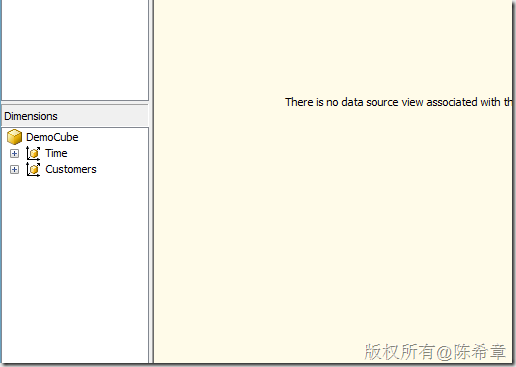 There is no data source view associated with th
Dimensions
DemoCube
Time
Customers
版权所有@陈希章